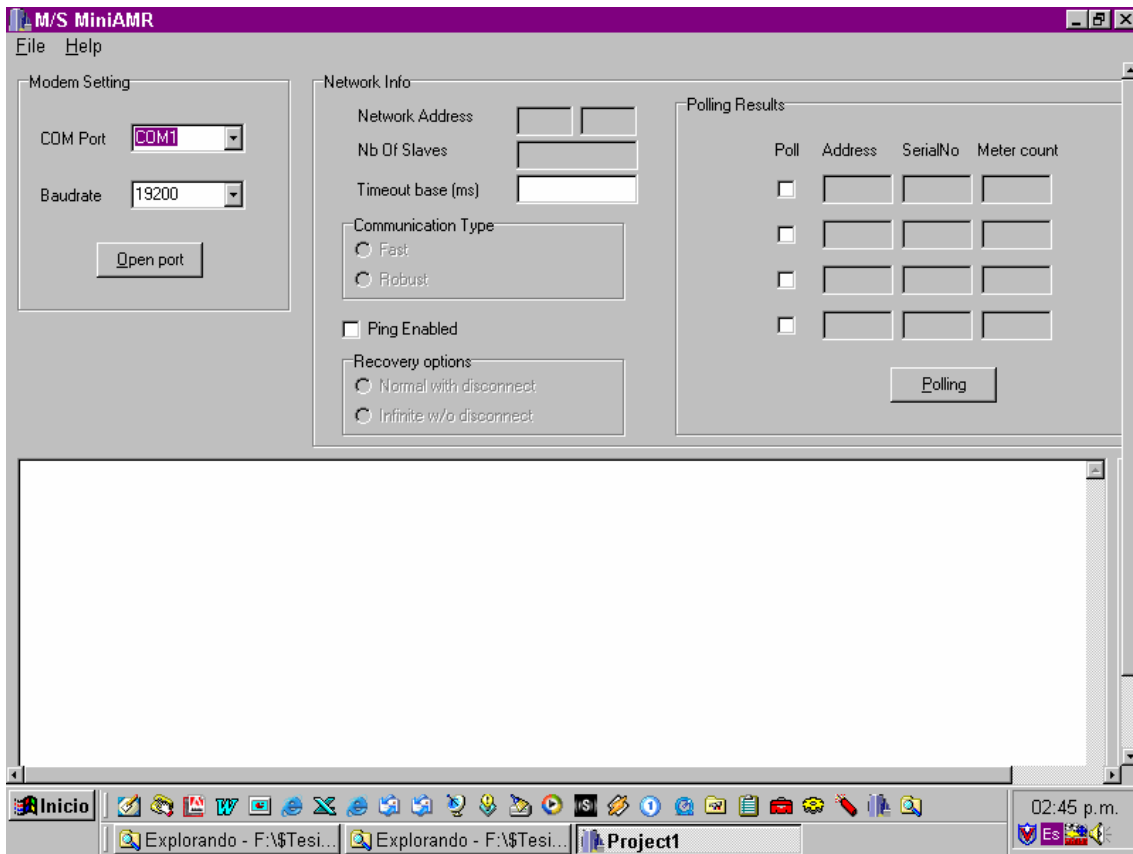 M/S MiniAMR
File Help
Modem Setting
COM Port COM1
Baudrate 19200
Open port
Network Info
Network Address
Nb Of Slaves
Timeout base (ms)
Communication Type
Fast
Robust
Ping Enabled
Recovery options
Normal with disconnect
Infinite w/o disconnect
Polling Results
Poll Address SerialNo Meter count
Polling
Inicio
02:45 p.m.
Explorando - F:\$Tesi... Explorando - F:\$Tesi... Project1
Es